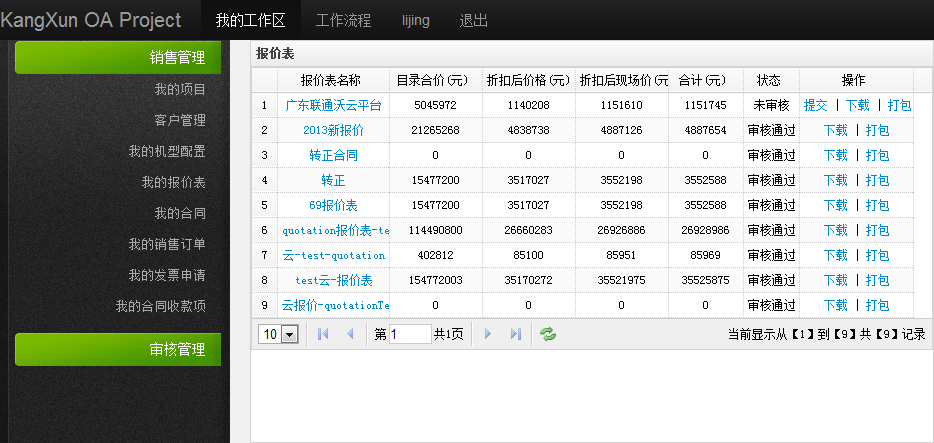 KangXun OA Project 我的工作区 工作流程 lijing 退出
销售管理
我的项目
客户管理
我的机型配置
我的报价表
我的合同
我的销售订单
我的发票申请
我的合同收款项
审核管理
报价表
报价表名称 目录合价(元) 折扣后价格(元) 折扣后现场价(元 合计(元) 状态 操作
1 广东联通沃云平台 5045972 1140208 1151610 1151745 未审核 提交 | 下载 | 打包
2 2013新报价 21265268 4838738 4887126 4887654 审核通过 下载 | 打包
3 转正合同 0 0 0 0 审核通过 下载 | 打包
4 转正 15477200 3517027 3552198 3552588 审核通过 下载 | 打包
5 69报价表 15477200 3517027 3552198 3552588 审核通过 下载 | 打包
6 quotation报价表-te 114490800 26660283 26926886 26928986 审核通过 下载 | 打包
7 云-test-quotation 402812 85100 85951 85969 审核通过 下载 | 打包
8 test云-报价表 154772003 35170272 35521975 35525875 审核通过 下载 | 打包
9 云报价-quotationTe 0 0 0 0 审核通过 下载 | 打包
10 第 1 共1页 当前显示从【1】到【9】共【9】记录